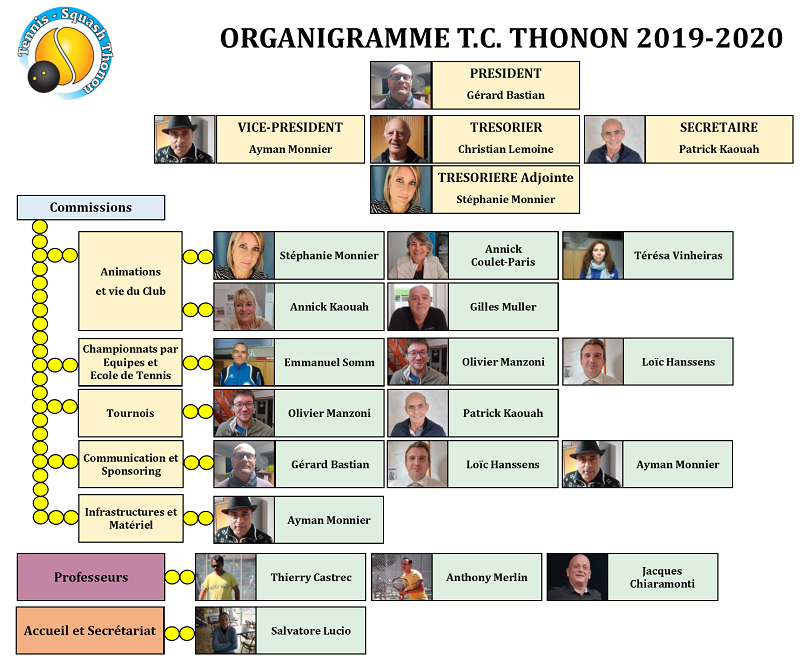 Tennis - Squash Thonon
ORGANIGRAMME T.C. THONON 2019-2020
PRESIDENT
Gérard Bastian
VICE-PRESIDENT
Ayman Monnier
TRESORIER
Christian Lemoine
SECRETAIRE
Patrick Kaouah
TRESORIERE Adjointe
Stéphanie Monnier
Commissions
Animations
et vie du Club
Stéphanie Monnier
Annick
Coulet-Paris
Térésa Vinheiras
Annick Kaouah
Gilles Muller
Championnats par
Equipes et
Ecole de Tennis
Emmanuel Somm
Olivier Manzoni
Loïc Hanssens
Tournois
Olivier Manzoni
Patrick Kaouah
Communication et
Sponsoring
Gérard Bastian
Loïc Hanssens
Ayman Monnier
Infrastructures et
Matériel
Ayman Monnier
Professeurs
Thierry Castrec
Anthony Merlin
Jacques
Chiaramonti
Accueil et Secrétariat
Salvatore Lucio